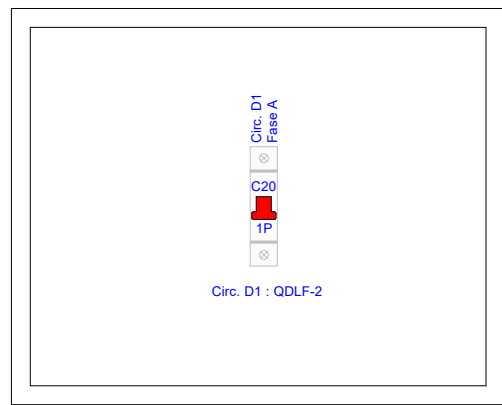 Circ. D1
Fase A
C20
1P
Circ. D1 : QDLF-2